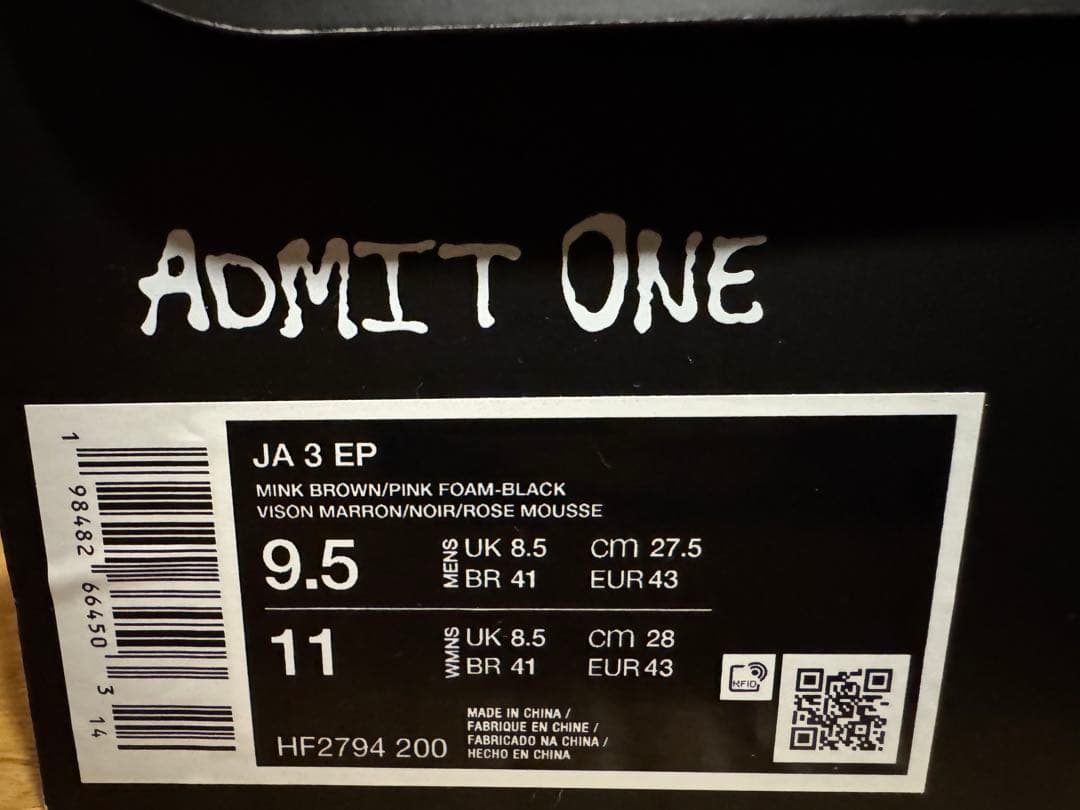 ADMIT ONE
1 98482 66450 3 14
JA 3 EP
MINK BROWN/PINK FOAM-BLACK
VISON MARRON/NOIR/ROSE MOUSSE
9.5 MENS UK 8.5 cm 27.5
BR 41 EUR 43
11 WMNS UK 8.5 cm 28
BR 41 EUR 43
RFID
HF2794 200
MADE IN CHINA /
FABRIQUE EN CHINE /
FABRICADO NA CHINA /
HECHO EN CHINA